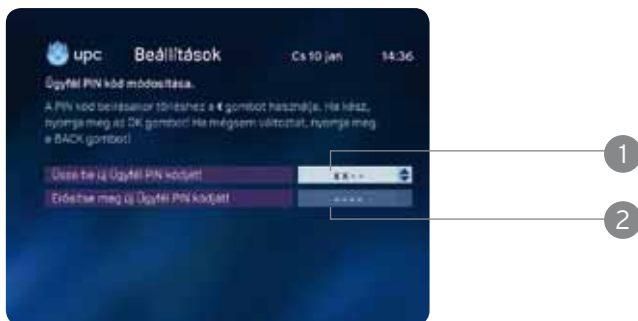 upc Beállítások Cs 10 jan 14:36
Ügyfél PIN kód módosítása.
A PIN kód beírásakor törléshez a gombot használja. Ha kész,
nyomja meg az OK gombot! Ha mégsem változtat, nyomja meg
a BACK gombot!
Üsse be új Ügyfél PIN kódját! x x - -
Erősítse meg új Ügyfél PIN kódját! - - - -
1
2